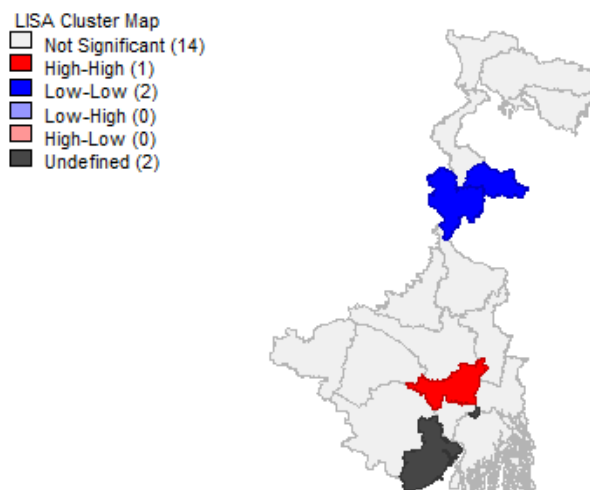 LISA Cluster Map
Not Significant (14)
High-High (1)
Low-Low (2)
Low-High (0)
High-Low (0)
Undefined (2)